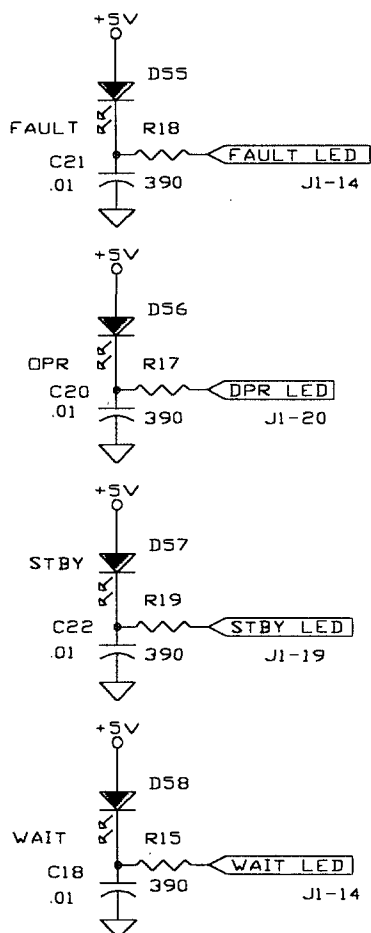 +5V
D55
FAULT
R18
FAULT LED
C21
.01
390
J1-14
+5V
D56
OPR
R17
OPR LED
C20
.01
390
J1-20
+5V
D57
STBY
R19
STBY LED
C22
.01
390
J1-19
+5V
D58
WAIT
R15
WAIT LED
C18
.01
390
J1-14